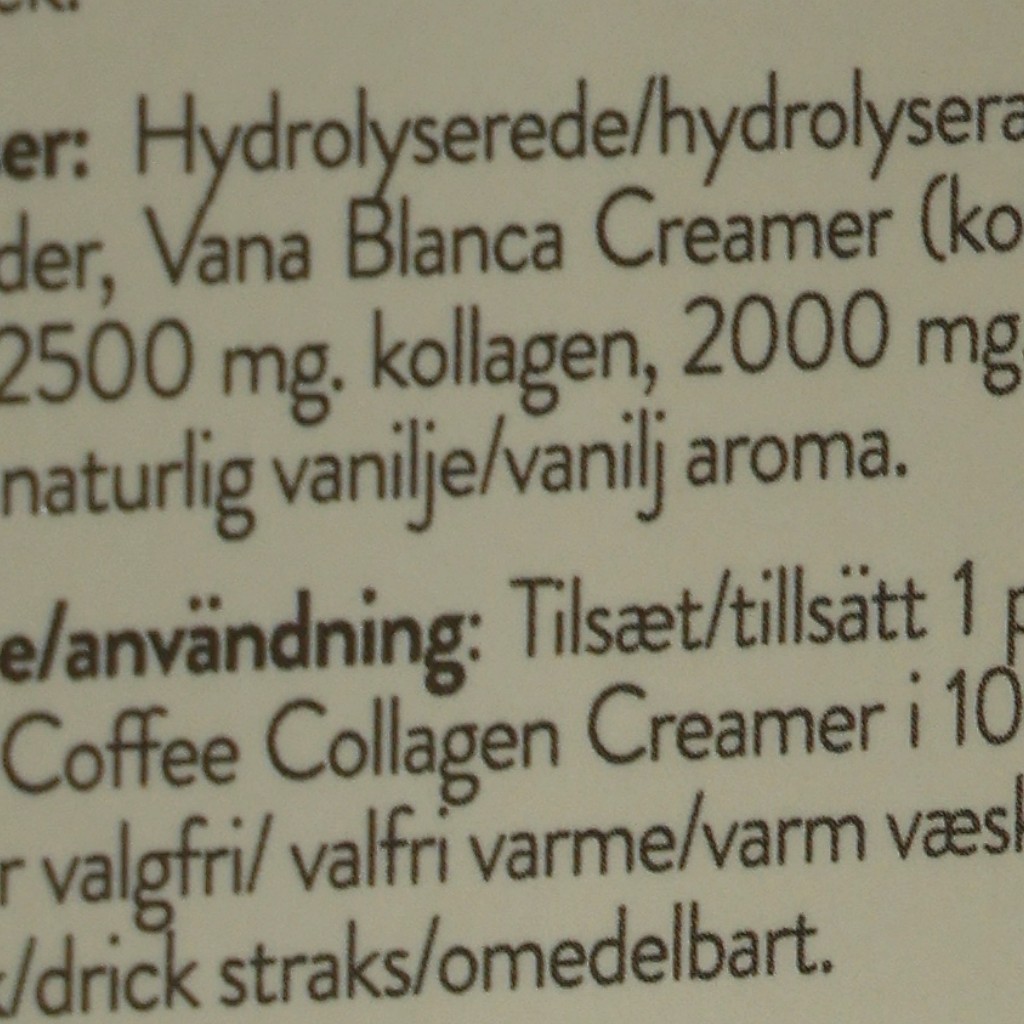 er: Hydrolyserede/hydrolysera
der, Vana Blanca Creamer (ko
2500 mg. kollagen, 2000 mg.
naturlig vanilje/vanilj aroma.
e/användning: Tilsæt/tillsätt 1 p
Coffee Collagen Creamer i 10
r valgfri/ valfri varme/varm væsk
/drick straks/omedelbart.